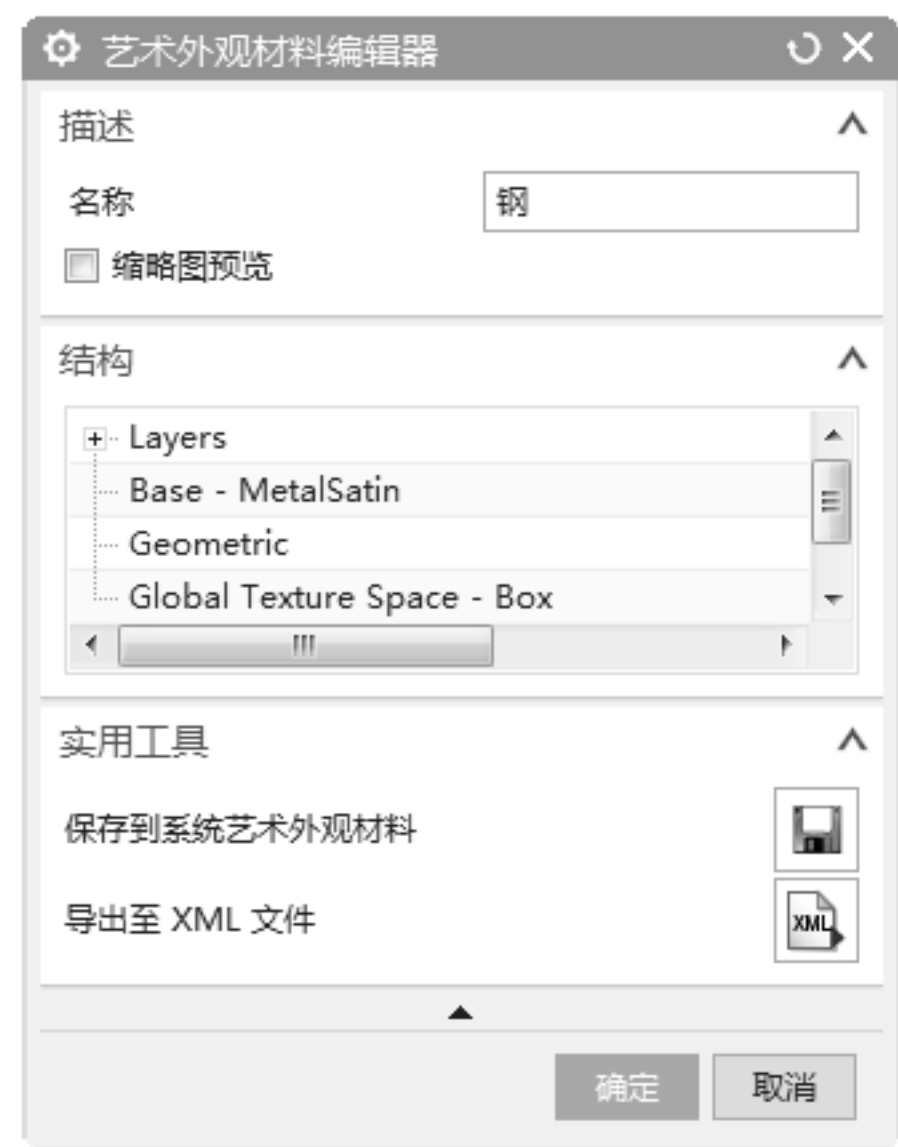 艺术外观材料编辑器
描述
名称 钢
缩略图预览
结构
Layers
Base - MetalSatin
Geometric
Global Texture Space - Box
实用工具
保存到系统艺术外观材料
导出至 XML 文件
XML
确定 取消